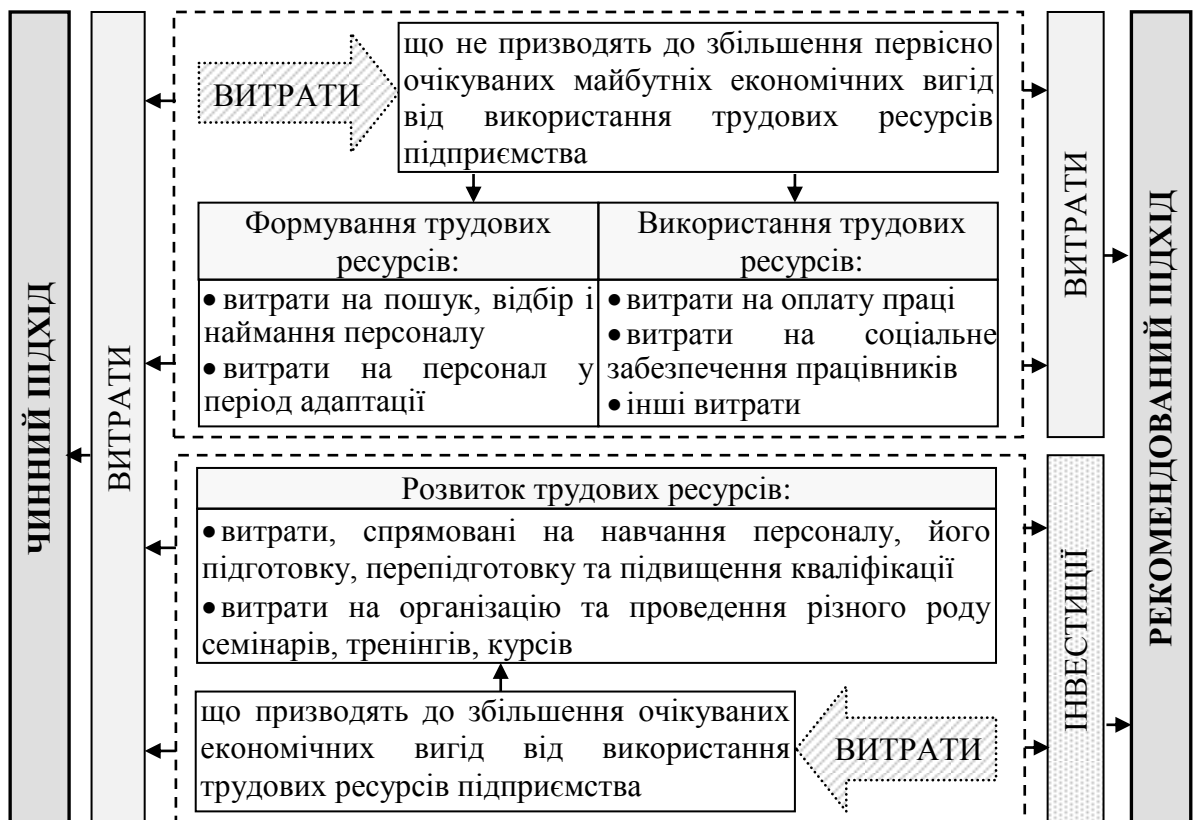 ЧИННИЙ ПІДХІД
ВИТРАТИ
ВИТРАТИ
що не призводять до збільшення первісно
очікуваних майбутніх економічних вигід
від використання трудових ресурсів
підприємства
Формування трудових
ресурсів:
• витрати на пошук, відбір і
наймання персоналу
• витрати на персонал у
період адаптації
Використання трудових
ресурсів:
• витрати на оплату праці
• витрати на соціальне
забезпечення працівників
• інші витрати
Розвиток трудових ресурсів:
• витрати, спрямовані на навчання персоналу, його
підготовку, перепідготовку та підвищення кваліфікації
• витрати на організацію та проведення різного роду
семінарів, тренінгів, курсів
що призводять до збільшення очікуваних
економічних вигід від використання
трудових ресурсів підприємства
ВИТРАТИ
ВИТРАТИ
ІНВЕСТИЦІЇ
РЕКОМЕНДОВАНИЙ ПІДХІД